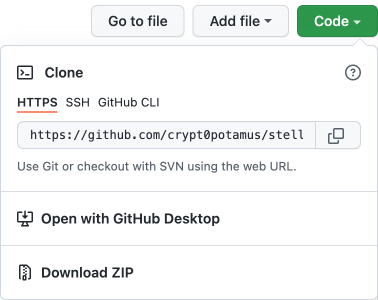 Go to file Add file Code
Clone
HTTPS SSH GitHub CLI
https://github.com/crypt0potamus/stell
Use Git or checkout with SVN using the web URL.
Open with GitHub Desktop
Download ZIP